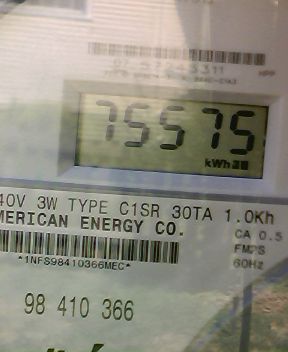 75575
kWh
40V 3W TYPE C1SR 30TA 1.0Kh
MERICAN ENERGY CO.
CA 0.5
FM2S
60Hz
*1NFS98410366MEC*
98 410 366